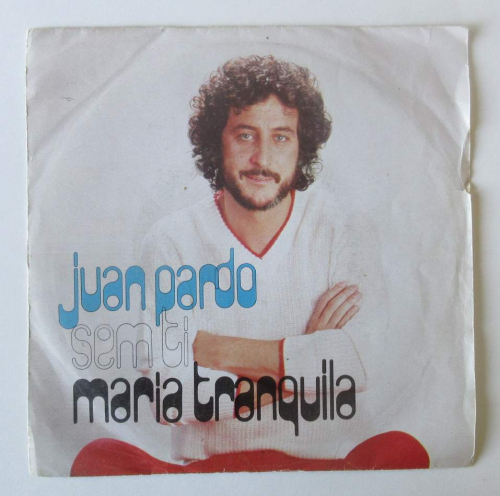 juan pardo
sem ti
maria tranquila